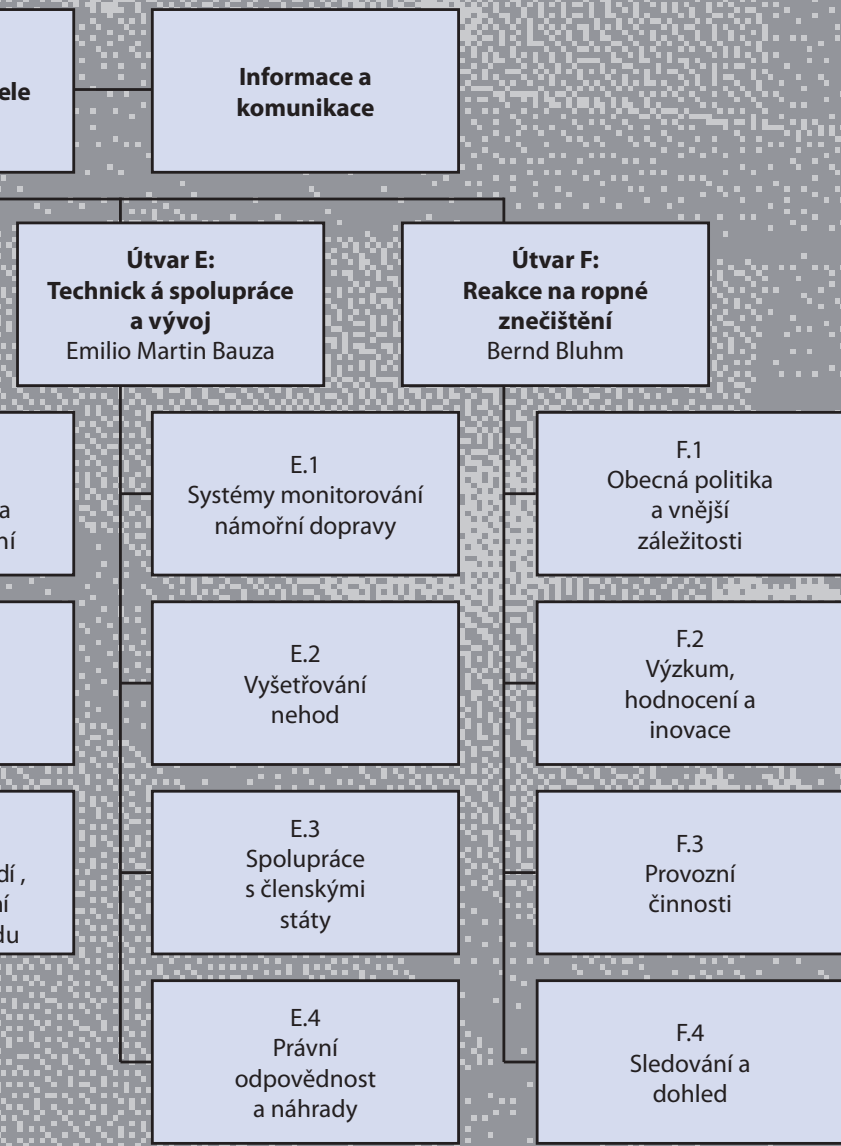 ele
Informace a
komunikace
Útvar E:
Technick á spolupráce
a vývoj
Emilio Martin Bauza
Útvar F:
Reakce na ropné
znečištění
Bernd Bluhm
a
ní
E.1
Systémy monitorování
námořní dopravy
F.1
Obecná politika
a vnější
záležitosti
E.2
Vyšetřování
nehod
F.2
Výzkum,
hodnocení a
inovace
dí ,
ní
du
E.3
Spolupráce
s členskými
státy
F.3
Provozní
činnosti
E.4
Právní
odpovědnost
a náhrady
F.4
Sledování a
dohled